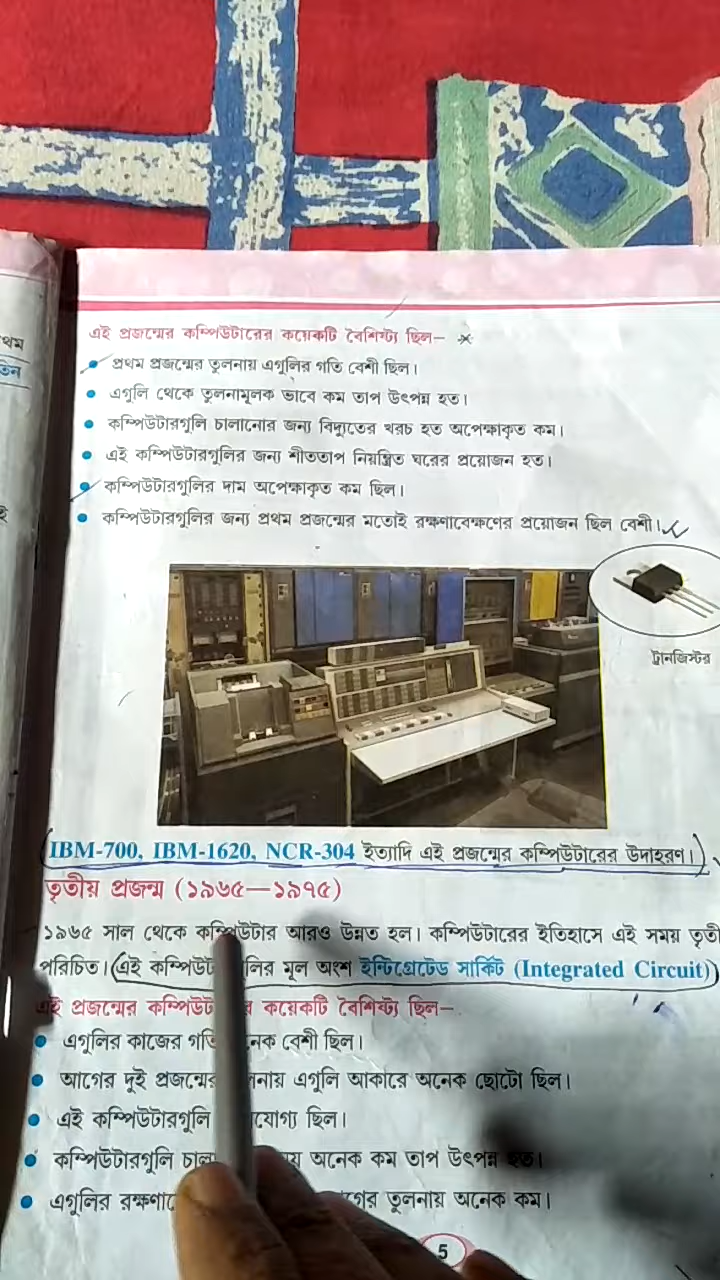 থম
তিন
এই প্রজন্মের কম্পিউটারের কয়েকটি বৈশিষ্ট্য ছিল—
প্রথম প্রজন্মের তুলনায় এগুলির গতি বেশী ছিল।
এগুলি থেকে তুলনামূলক ভাবে কম তাপ উৎপন্ন হত।
কম্পিউটারগুলি চালানোর জন্য বিদ্যুতের খরচ হত অপেক্ষাকৃত কম।
এই কম্পিউটারগুলির জন্য শীততাপ নিয়ন্ত্রিত ঘরের প্রয়োজন হত।
কম্পিউটারগুলির দাম অপেক্ষাকৃত কম ছিল।
কম্পিউটারগুলির জন্য প্রথম প্রজন্মের মতোই রক্ষণাবেক্ষণের প্রয়োজন ছিল বেশী।
ট্রানজিস্টর
IBM-700, IBM-1620, NCR-304 ইত্যাদি এই প্রজন্মের কম্পিউটারের উদাহরণ।
তৃতীয় প্রজন্ম (১৯৬৫—১৯৭৫)
১৯৬৫ সাল থেকে কম্পিউটার আরও উন্নত হল। কম্পিউটারের ইতিহাসে এই সময় তৃতী
পরিচিত। এই কম্পিউট গুলির মূল অংশ ইন্টিগ্রেটেড সার্কিট (Integrated Circuit)
এই প্রজন্মের কম্পিউট র কয়েকটি বৈশিষ্ট্য ছিল—
এগুলির কাজের গতি অনেক বেশী ছিল।
আগের দুই প্রজন্মের তুলনায় এগুলি আকারে অনেক ছোটো ছিল।
এই কম্পিউটারগুলি যোগ্য ছিল।
কম্পিউটারগুলি চাল য় অনেক কম তাপ উৎপন্ন হত।
এগুলির রক্ষণাবে গের তুলনায় অনেক কম।
5